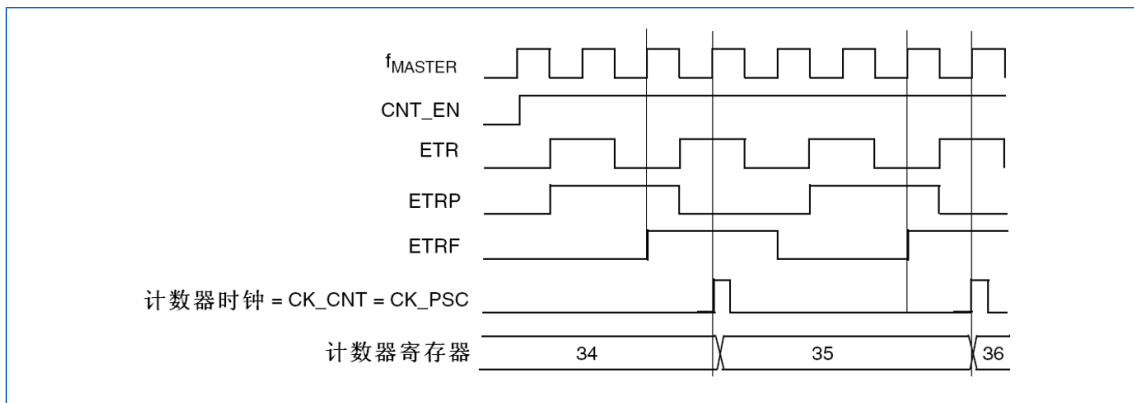 fMASTER
CNT_EN
ETR
ETRP
ETRF
计数器时钟 = CK_CNT = CK_PSC
计数器寄存器 34 35 36